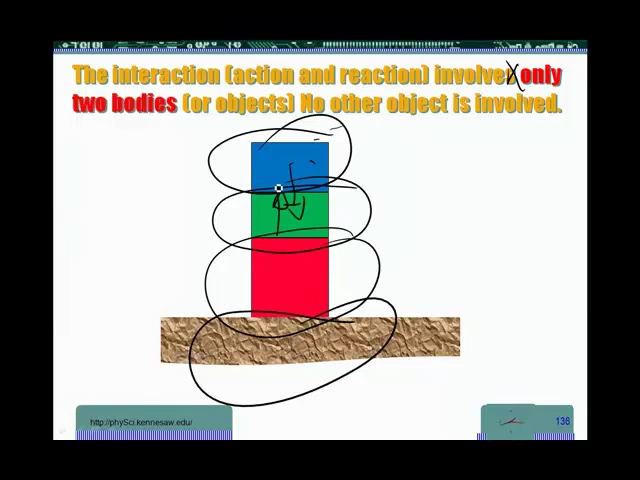 The interaction (action and reaction) involves only
two bodies (or objects) No other object is involved.
http://phySci.kennesaw.edu/
136